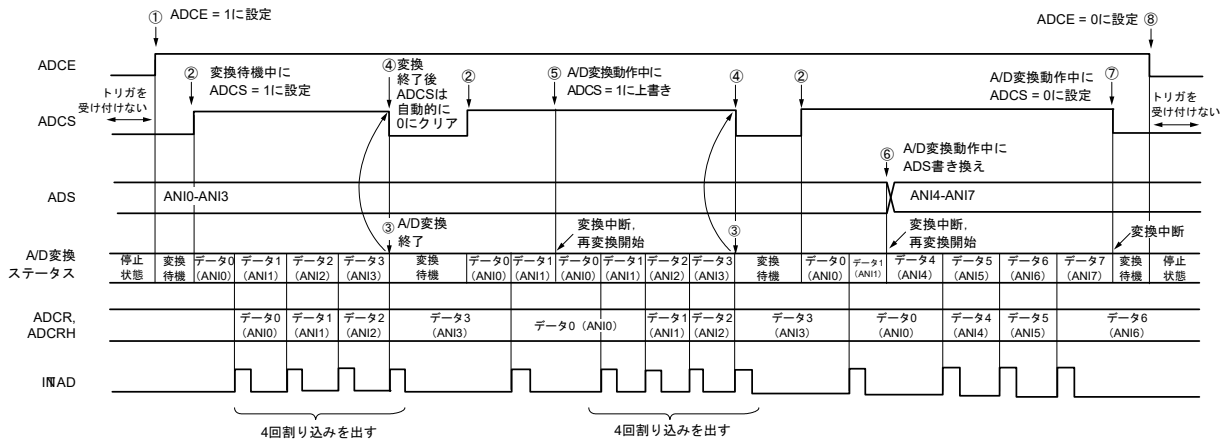 ① ADCE = 1に設定
ADCE = 0に設定 ⑧
ADCE
トリガを
受け付けない
② 変換待機中に
ADCS = 1に設定
④ 変換
終了後
ADCSは
自動的に
0にクリア
②
⑤ A/D変換動作中に
ADCS = 1に上書き
④
②
A/D変換動作中に ⑦
ADCS = 0に設定
トリガを
受け付けない
ADCS
⑥ A/D変換動作中に
ADS書き換え
ADS
ANI0-ANI3
ANI4-ANI7
③ A/D変換
終了
変換中断,
再変換開始
③
変換中断,
再変換開始
変換中断
A/D変換
ステータス
停止 変換 データ0 データ1 データ2 データ3 変換 データ0 データ1 データ0 データ1 データ2 データ3 変換 データ0 データ1 データ4 データ5 データ6 データ7 変換 停止
状態 待機 (ANI0) (ANI1) (ANI2) (ANI3) 待機 (ANI0) (ANI1) (ANI0) (ANI1) (ANI2) (ANI3) 待機 (ANI0) (ANI1) (ANI4) (ANI5) (ANI6) (ANI7) 待機 状態
ADCR,
ADCRH
データ0 データ1 データ2 データ3 データ0 (ANI0) データ1 データ2 データ3 データ0 データ4 データ5 データ6
(ANI0) (ANI1) (ANI2) (ANI3) (ANI1) (ANI2) (ANI3) (ANI0) (ANI4) (ANI5) (ANI6)
INTAD
4回割り込みを出す
4回割り込みを出す